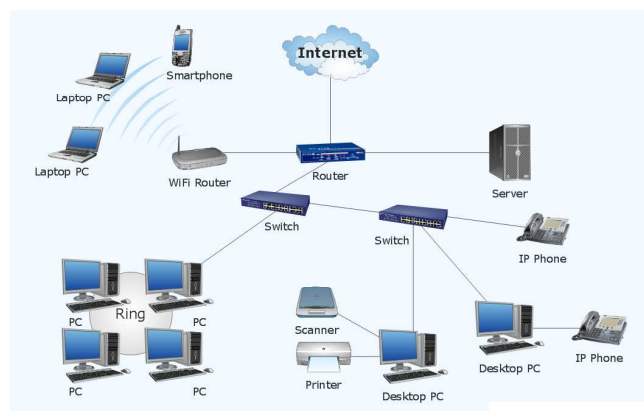 Internet
Smartphone
Laptop PC
Laptop PC
WiFi Router
Router
Server
Switch
Switch
IP Phone
PC
PC
Ring
Scanner
PC
PC
Printer
Desktop PC
Desktop PC
IP Phone